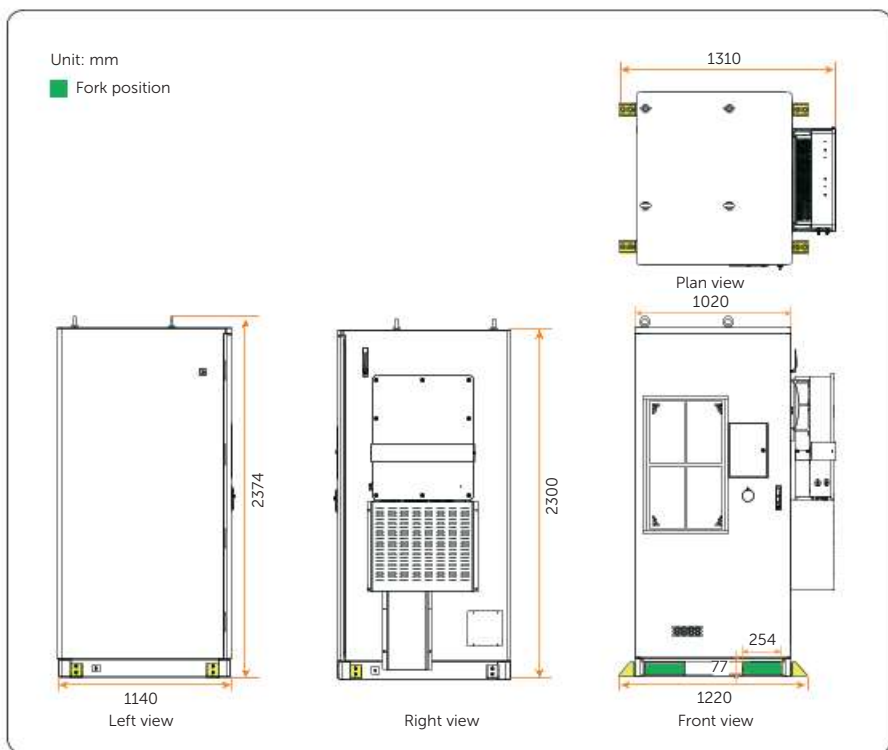 Unit: mm
Fork position
1310
Plan view
1020
2374
2300
254
77
1140
1220
Left view
Right view
Front view